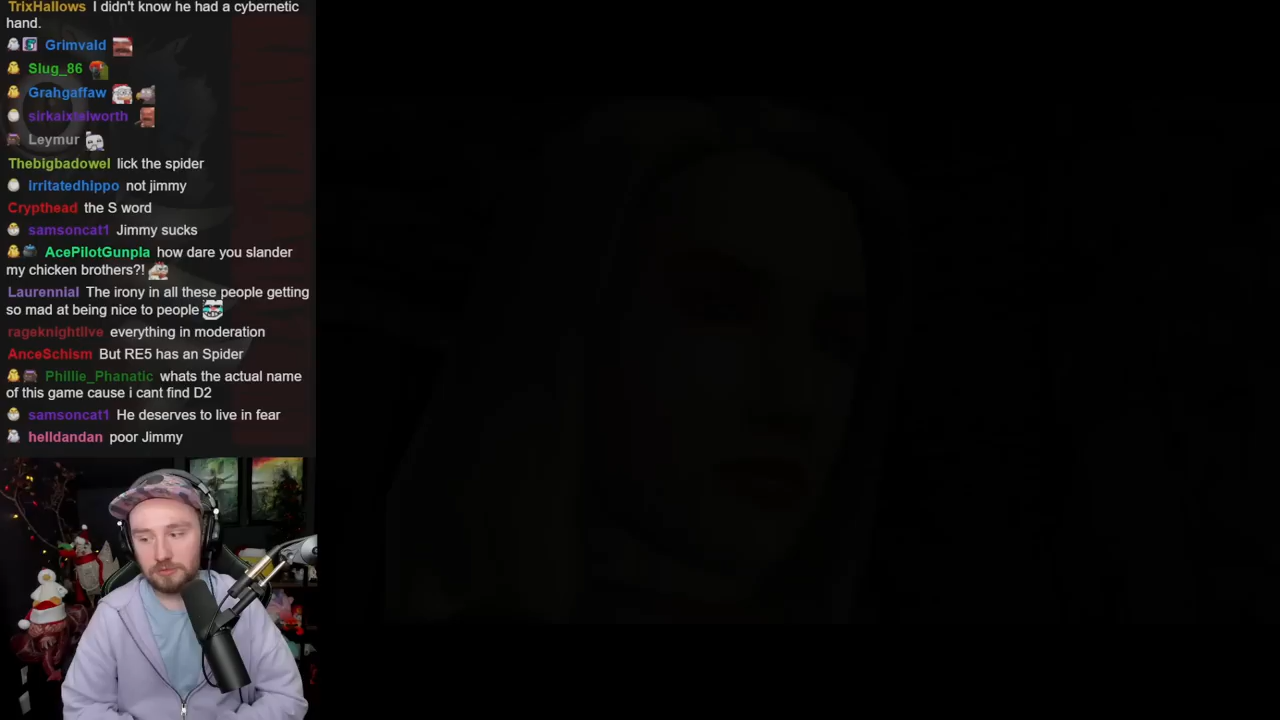 TrixHallows I didn't know he had a cybernetic
hand.
Grimvald
Slug_86
Grahgaffaw
sirkaixtalworth
Leymur
Thebigbadowel lick the spider
irritatedhippo not jimmy
Crypthead the S word
samsoncat1 Jimmy sucks
AcePilotGunpla how dare you slander
my chicken brothers?!
Laurennial The irony in all these people getting
so mad at being nice to people
rageknightlive everything in moderation
AnceSchism But RE5 has an Spider
Phillie_Phanatic whats the actual name
of this game cause i cant find D2
samsoncat1 He deserves to live in fear
helldandan poor Jimmy